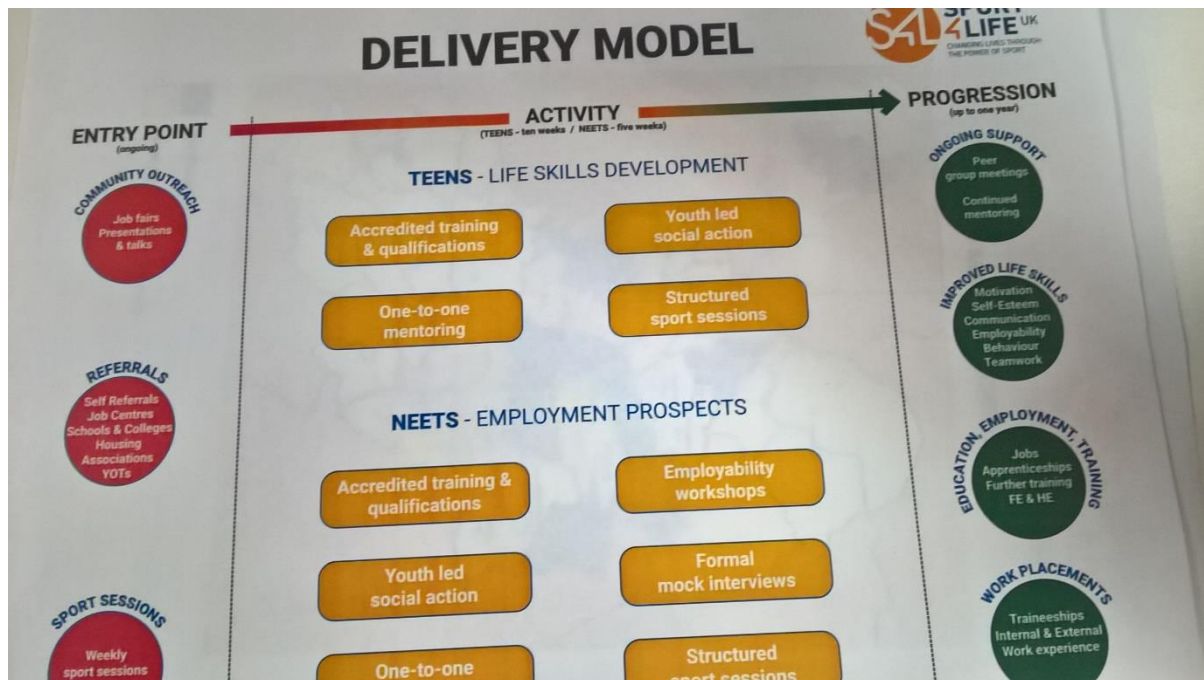 DELIVERY MODEL
S4L
SPORT
4 LIFE UK
CHANGING LIVES THROUGH
THE POWER OF SPORT
ENTRY POINT
(ongoing)
ACTIVITY
(TEENS - ten weeks / NEETS - five weeks)
PROGRESSION
(up to one year)
COMMUNITY OUTREACH
Job fairs
Presentations
& talks
REFERRALS
Self Referrals
Job Centres
Schools & Colleges
Housing
Associations
YOTs
SPORT SESSIONS
Weekly
sport sessions
TEENS - LIFE SKILLS DEVELOPMENT
Accredited training
& qualifications
Youth led
social action
One-to-one
mentoring
Structured
sport sessions
NEETS - EMPLOYMENT PROSPECTS
Accredited training &
qualifications
Employability
workshops
Youth led
social action
Formal
mock interviews
One-to-one
Structured
sport sessions
ONGOING SUPPORT
Peer
group meetings
Continued
mentoring
IMPROVED LIFE SKILLS
Motivation
Self-Esteem
Communication
Employability
Behaviour
Teamwork
EDUCATION, EMPLOYMENT, TRAINING
Jobs
Apprenticeships
Further training
FE & HE
WORK PLACEMENTS
Traineeships
Internal & External
Work experience